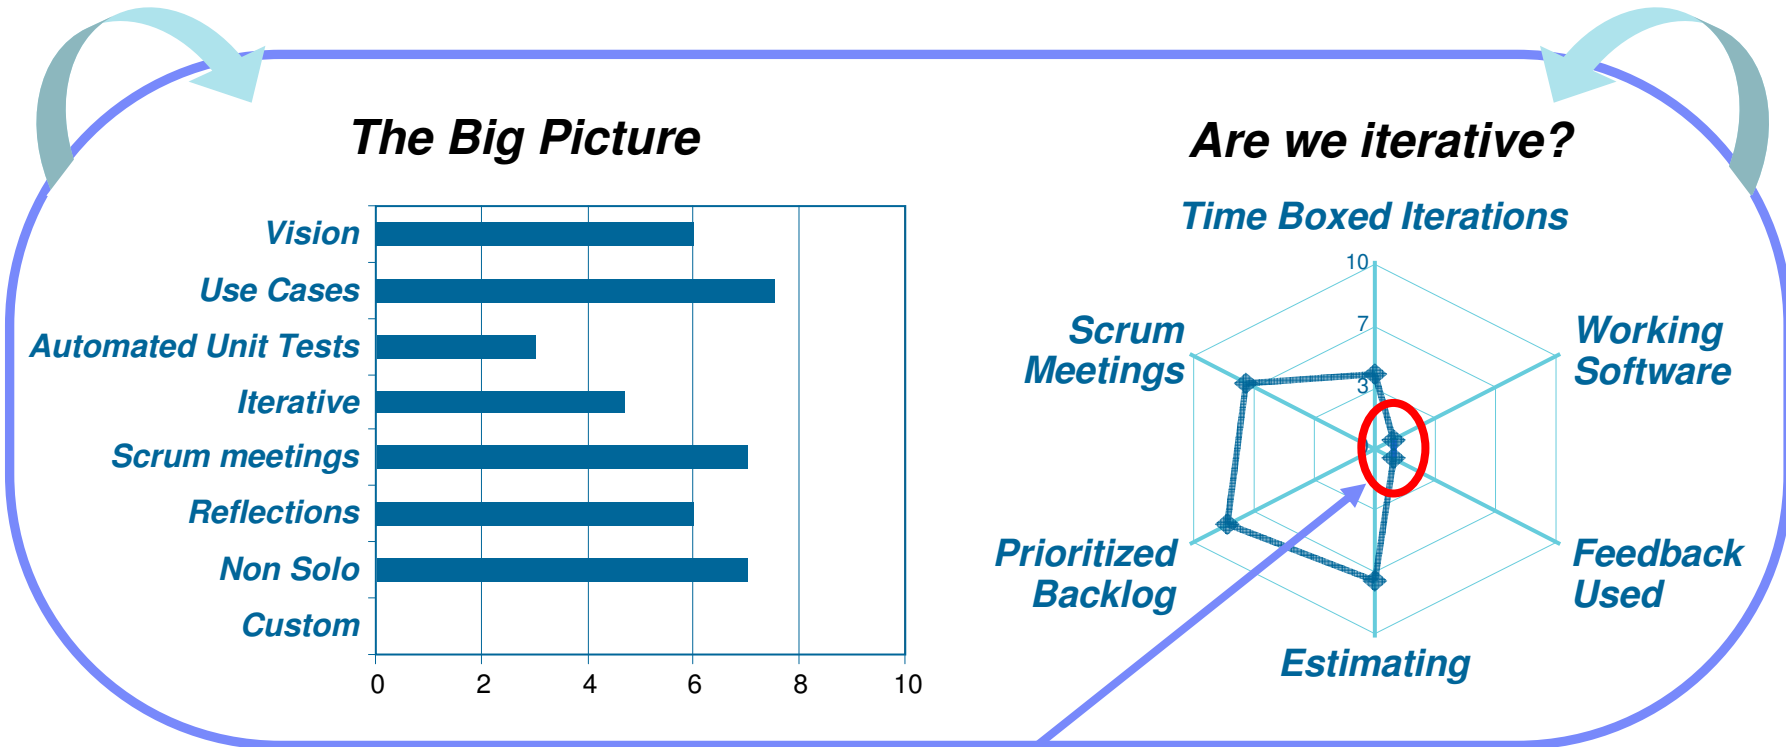 The Big Picture
Vision
Use Cases
Automated Unit Tests
Iterative
Scrum meetings
Reflections
Non Solo
Custom
0 2 4 6 8 10
Are we iterative?
Time Boxed Iterations
10
7
3
Scrum
Meetings
Working
Software
Prioritized
Backlog
Feedback
Used
Estimating